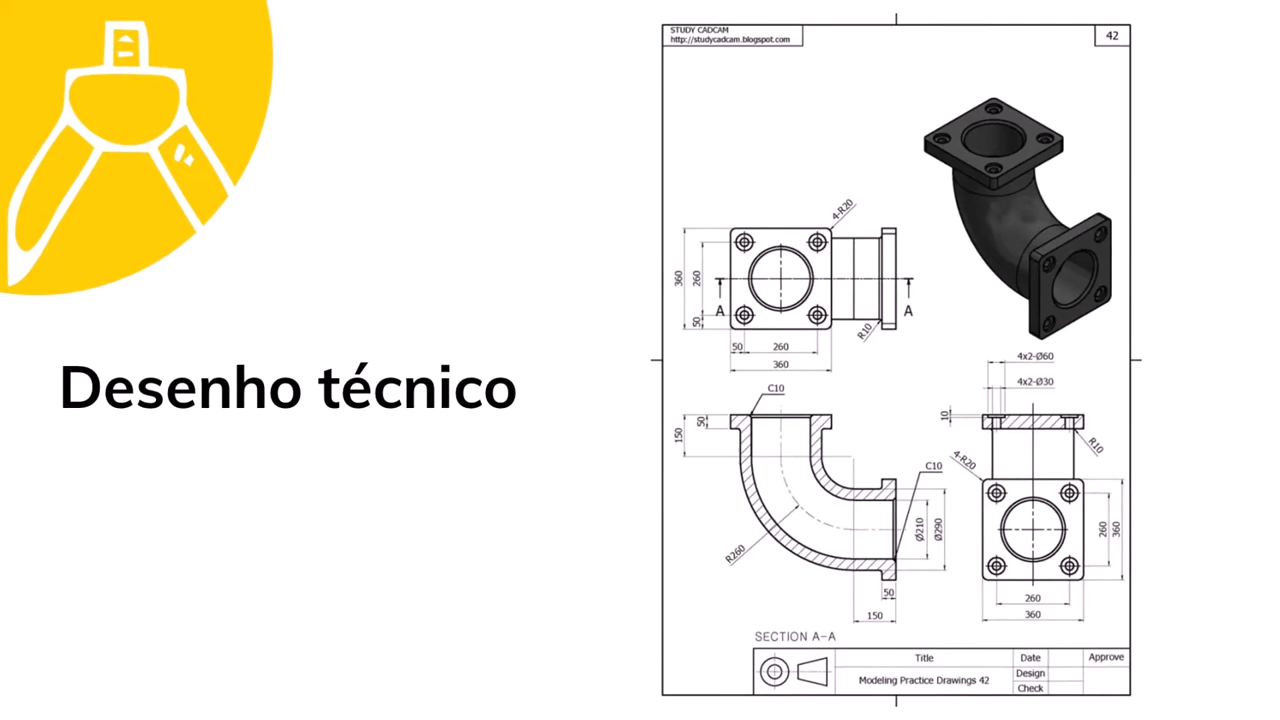 Desenho técnico
STUDY CADCAM
http://studycadcam.blogspot.com
42
4-R20
360
260
50
A
A
R10
50
260
360
4x2-Ø60
4x2-Ø30
C10
150
50
10
R10
4-R20
C10
R260
Ø210
Ø290
260
360
50
150
260
360
SECTION A-A
Title
Date
Approve
Modeling Practice Drawings 42
Design
Check